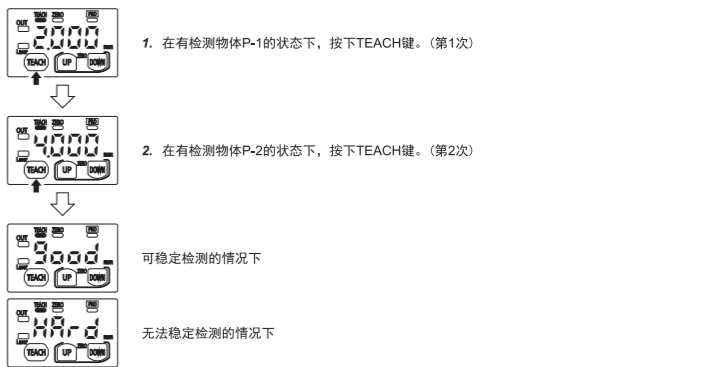 TEACH ZERO PRO
OUT
2.000 mm
Laser
TEACH UP ZERO DOWN
1. 在有检测物体P-1的状态下，按下TEACH键。（第1次）
TEACH ZERO PRO
OUT
4.000 mm
Laser
TEACH UP ZERO DOWN
2. 在有检测物体P-2的状态下，按下TEACH键。（第2次）
TEACH ZERO PRO
OUT
Good mm
Laser
TEACH UP ZERO DOWN
可稳定检测的情况下
TEACH ZERO PRO
OUT
HArd mm
Laser
TEACH UP ZERO DOWN
无法稳定检测的情况下